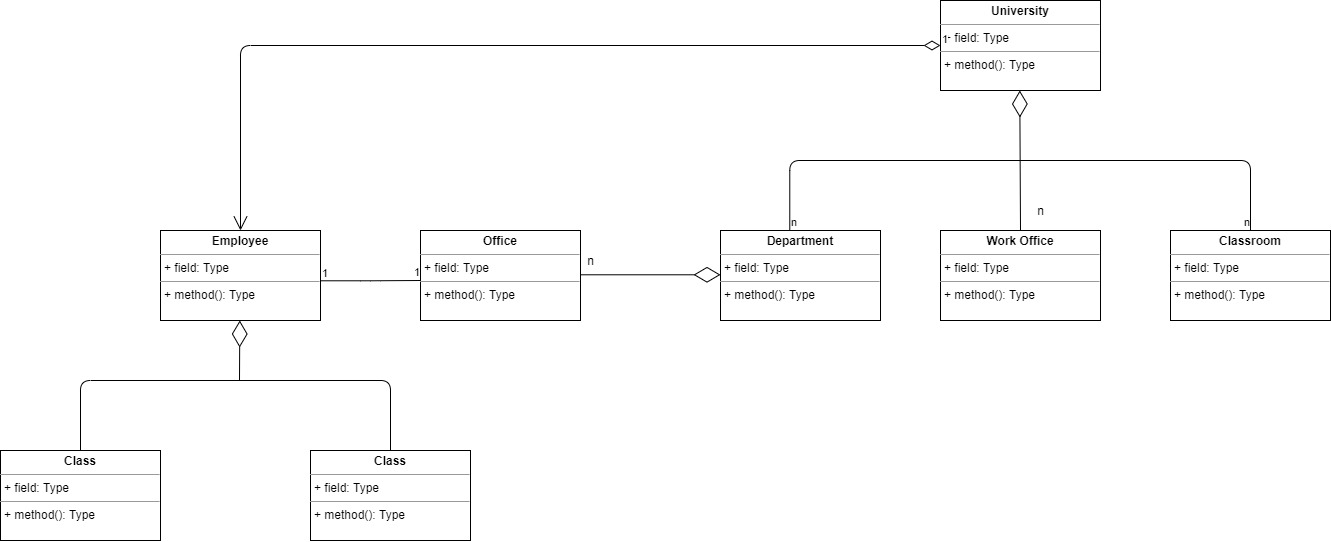 University
1
- field: Type
+ method(): Type
n
n
n
Employee
+ field: Type
+ method(): Type
1
1
Office
+ field: Type
+ method(): Type
n
Department
+ field: Type
+ method(): Type
Work Office
+ field: Type
+ method(): Type
Classroom
+ field: Type
+ method(): Type
Class
+ field: Type
+ method(): Type
Class
+ field: Type
+ method(): Type